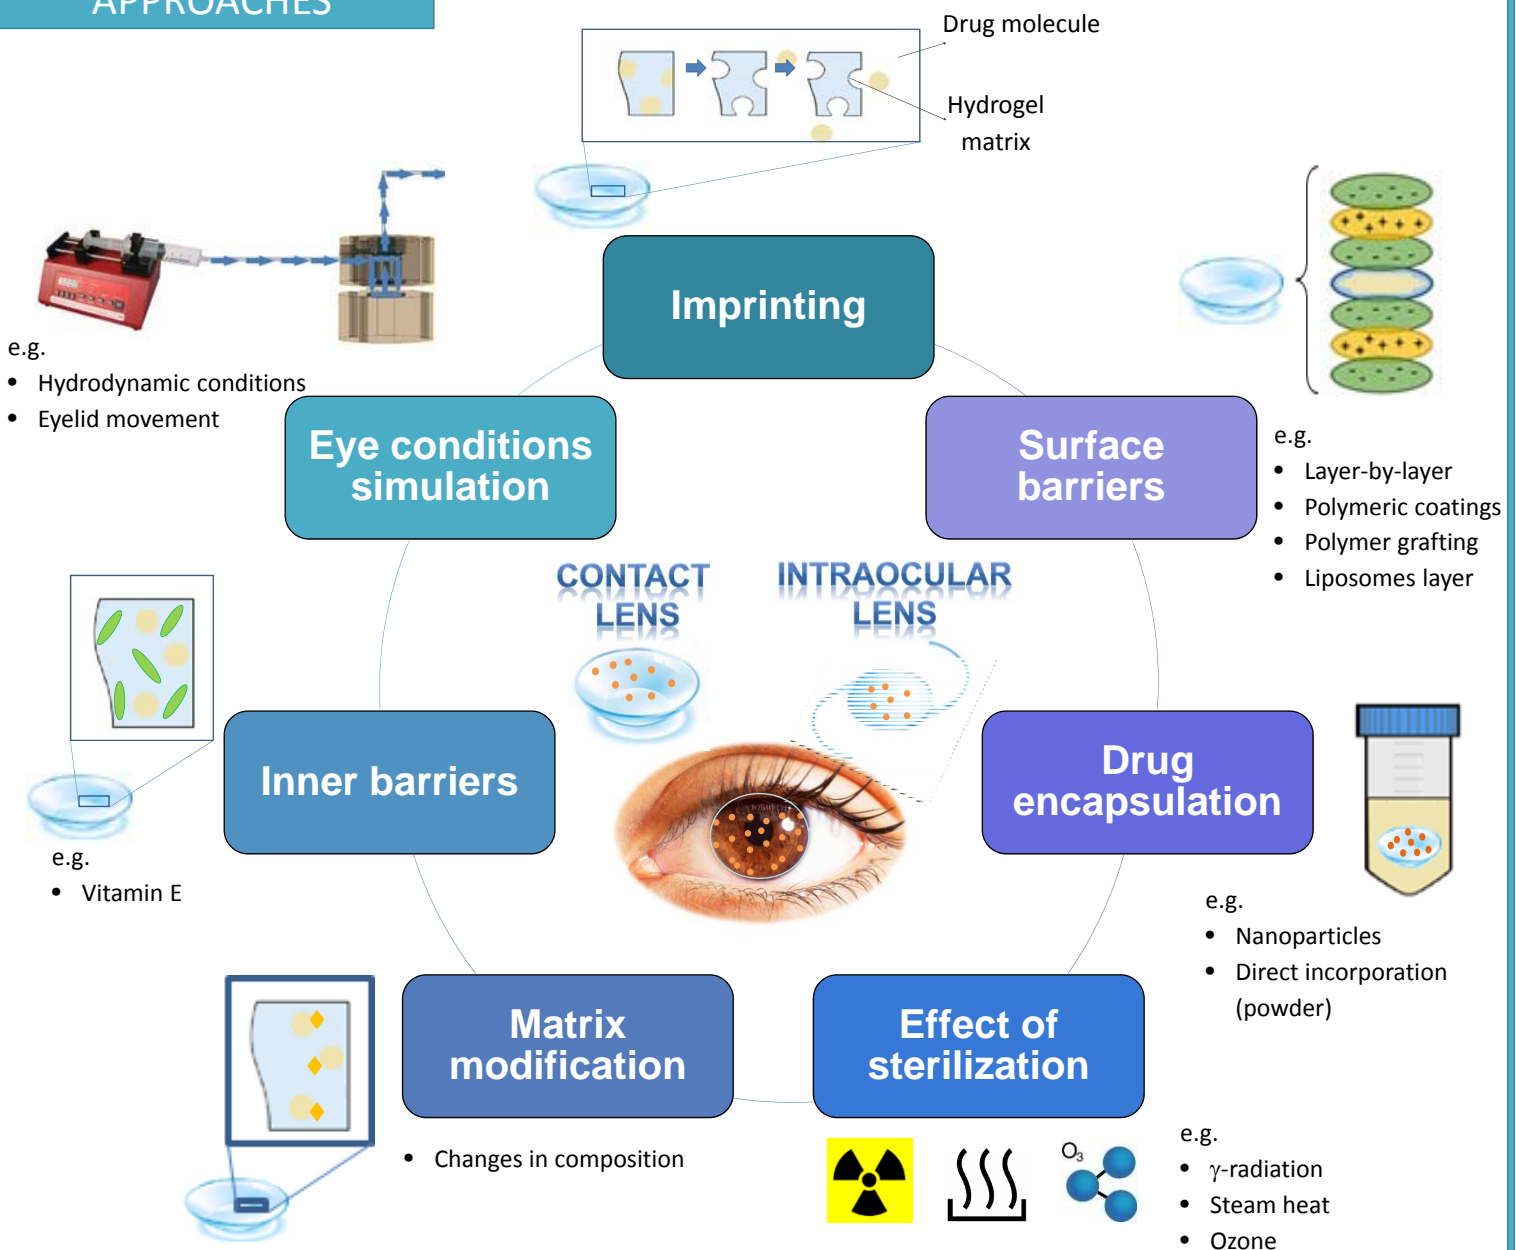 APPROACHES
Drug molecule
Hydrogel
matrix
Imprinting
e.g.
• Hydrodynamic conditions
• Eyelid movement
Eye conditions
simulation
Surface
barriers
e.g.
• Layer-by-layer
• Polymeric coatings
• Polymer grafting
• Liposomes layer
CONTACT
LENS
INTRAOCULAR
LENS
Inner barriers
e.g.
• Vitamin E
Drug
encapsulation
e.g.
• Nanoparticles
• Direct incorporation
(powder)
Matrix
modification
• Changes in composition
Effect of
sterilization
O₃
e.g.
• γ-radiation
• Steam heat
• Ozone